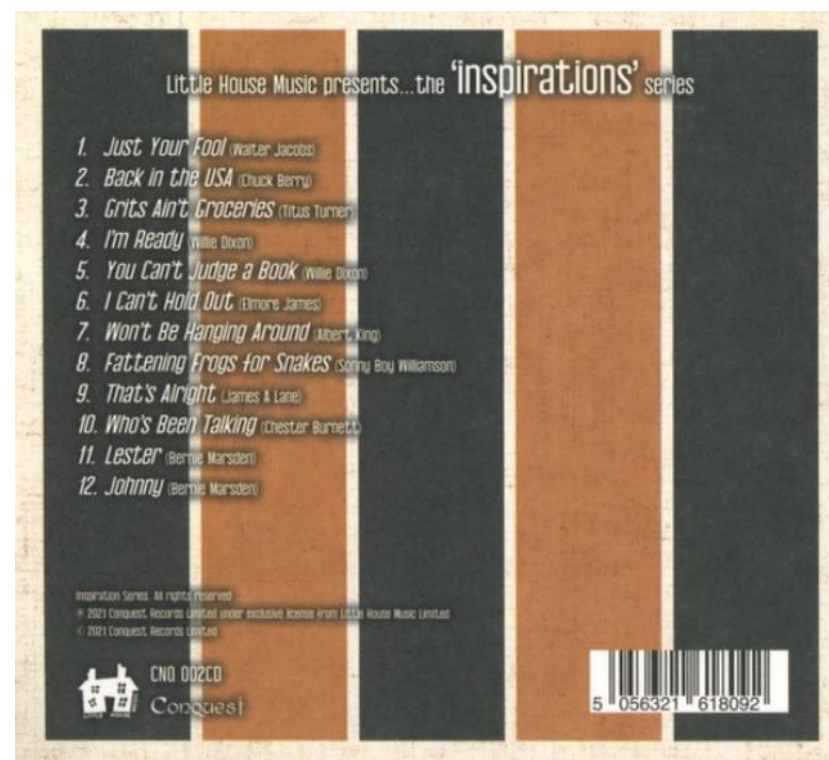 Little House Music presents...the 'inspirations' series
1. Just Your Fool (Walter Jacobs)
2. Back in the USA (Chuck Berry)
3. Grits Ain't Groceries (Titus Turner)
4. I'm Ready (Willie Dixon)
5. You Can't Judge a Book (Willie Dixon)
6. I Can't Hold Out (Elmore James)
7. Won't Be Hanging Around (Albert King)
8. Fattening Frogs for Snakes (Sonny Boy Williamson)
9. That's Alright (James A Lane)
10. Who's Been Talking (Chester Burnett)
11. Lester (Bernie Marsden)
12. Johnny (Bernie Marsden)
Inspiration Series. All rights reserved
℗ 2021 Conquest Records Limited under exclusive license from Little House Music Limited
© 2021 Conquest Records Limited
CNQ 002CD
LITTLE HOUSE MUSIC
Conquest
5 056321 618092